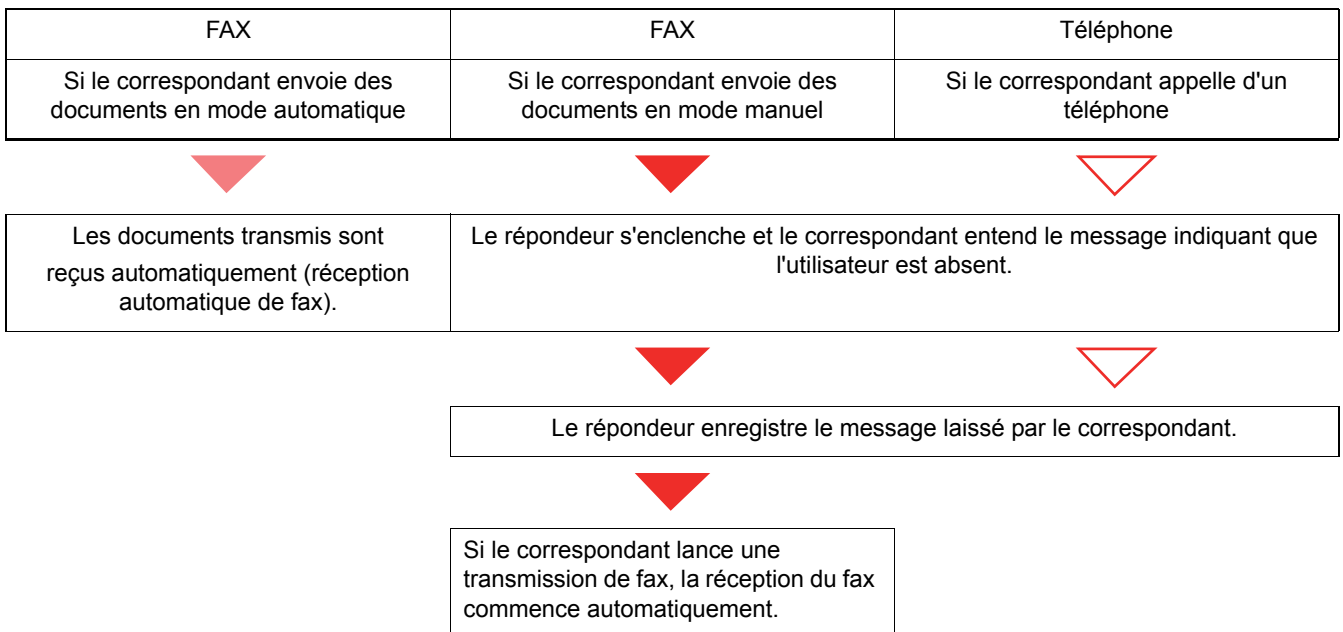 FAX
FAX
Téléphone
Si le correspondant envoie des
documents en mode automatique
Si le correspondant envoie des
documents en mode manuel
Si le correspondant appelle d'un
téléphone
Les documents transmis sont
reçus automatiquement (réception
automatique de fax).
Le répondeur s'enclenche et le correspondant entend le message indiquant que
l'utilisateur est absent.
Le répondeur enregistre le message laissé par le correspondant.
Si le correspondant lance une
transmission de fax, la réception du fax
commence automatiquement.